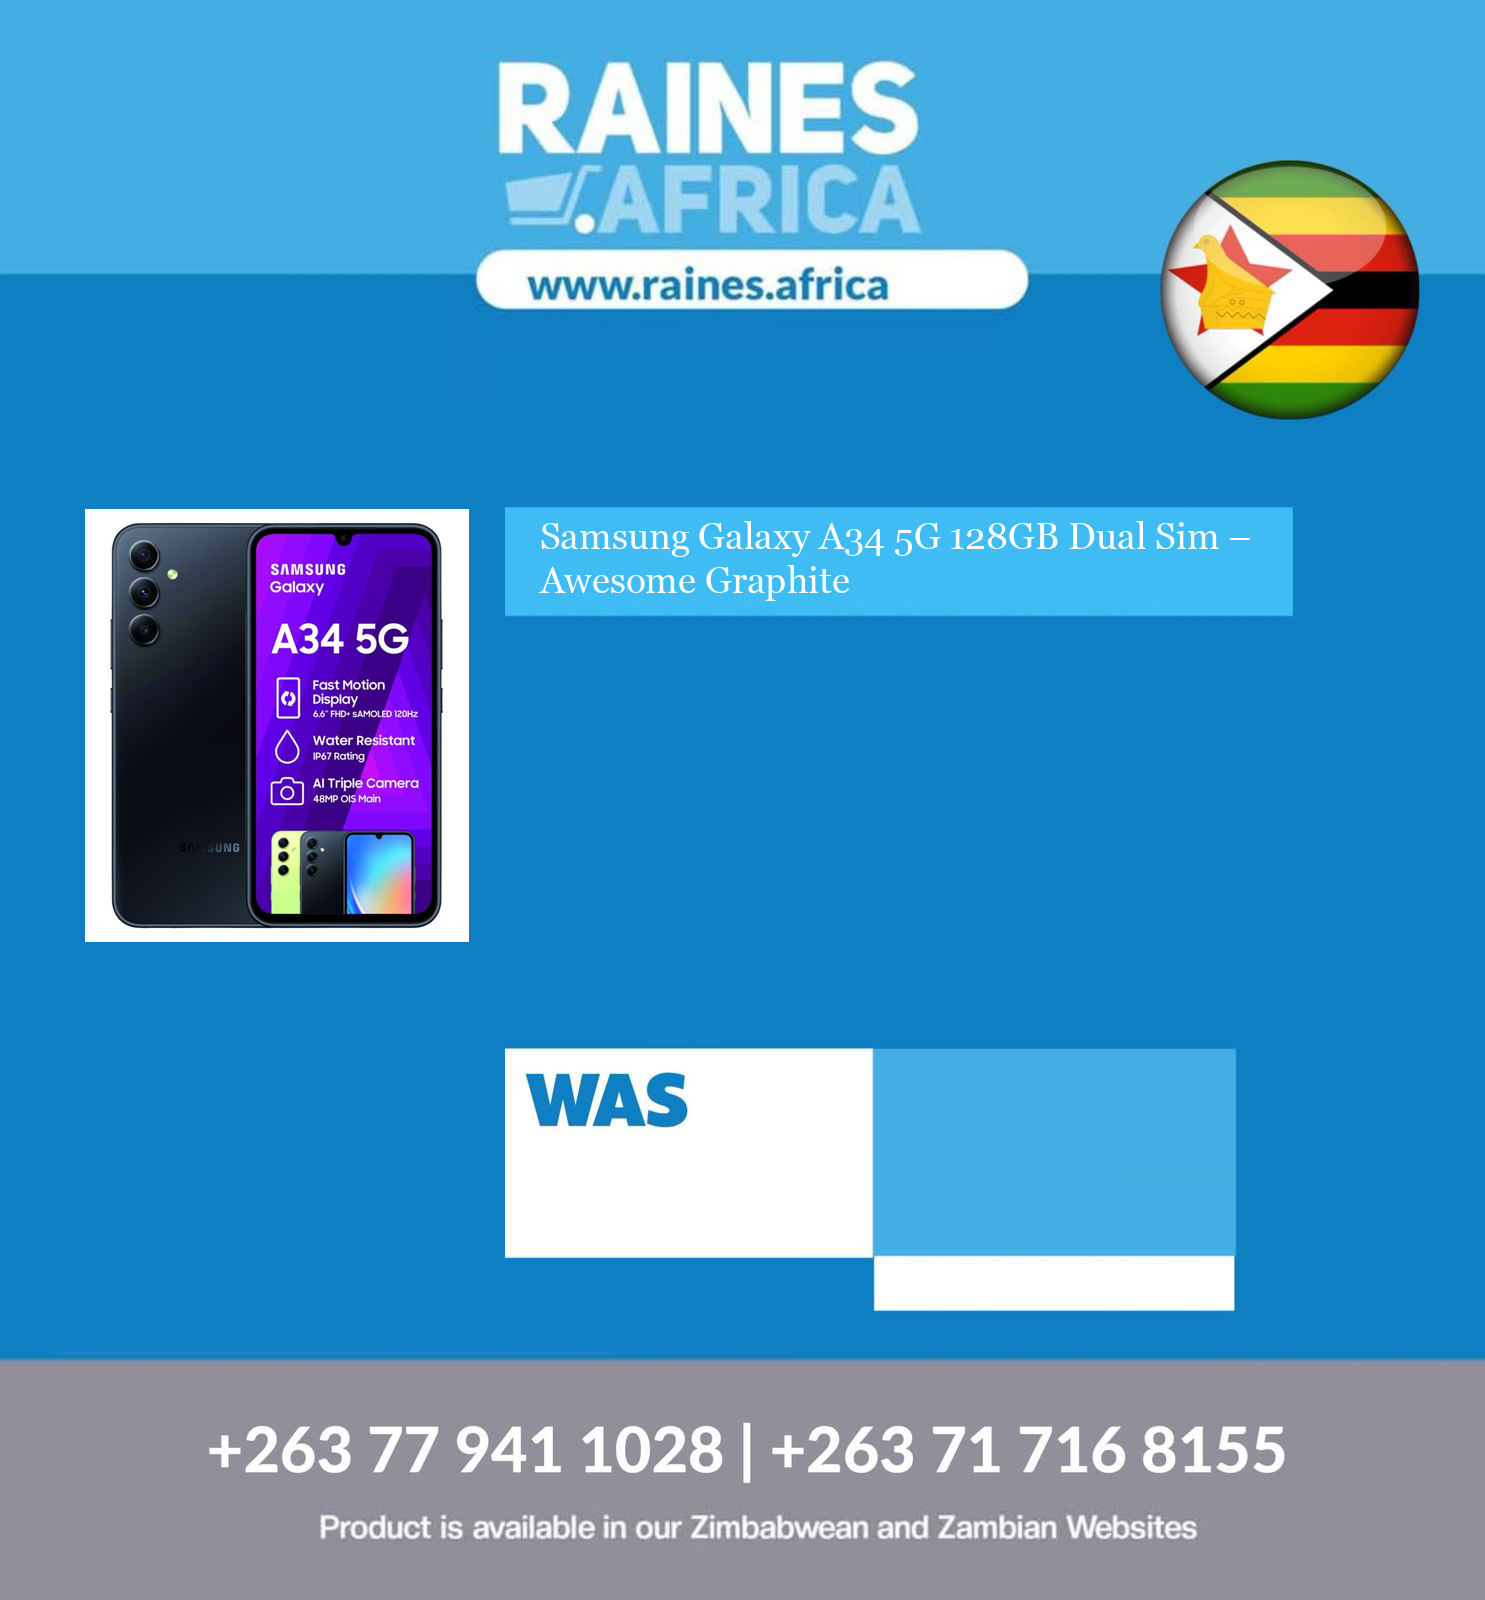 RAINES
.AFRICA
www.raines.africa
Samsung Galaxy A34 5G 128GB Dual Sim –
Awesome Graphite
SAMSUNG
Galaxy
A34 5G
Fast Motion
Display
6.6" FHD+ sAMOLED 120Hz
Water Resistant
IP67 Rating
AI Triple Camera
48MP OIS Main
SAMSUNG
WAS
+263 77 941 1028 | +263 71 716 8155
Product is available in our Zimbabwean and Zambian Websites